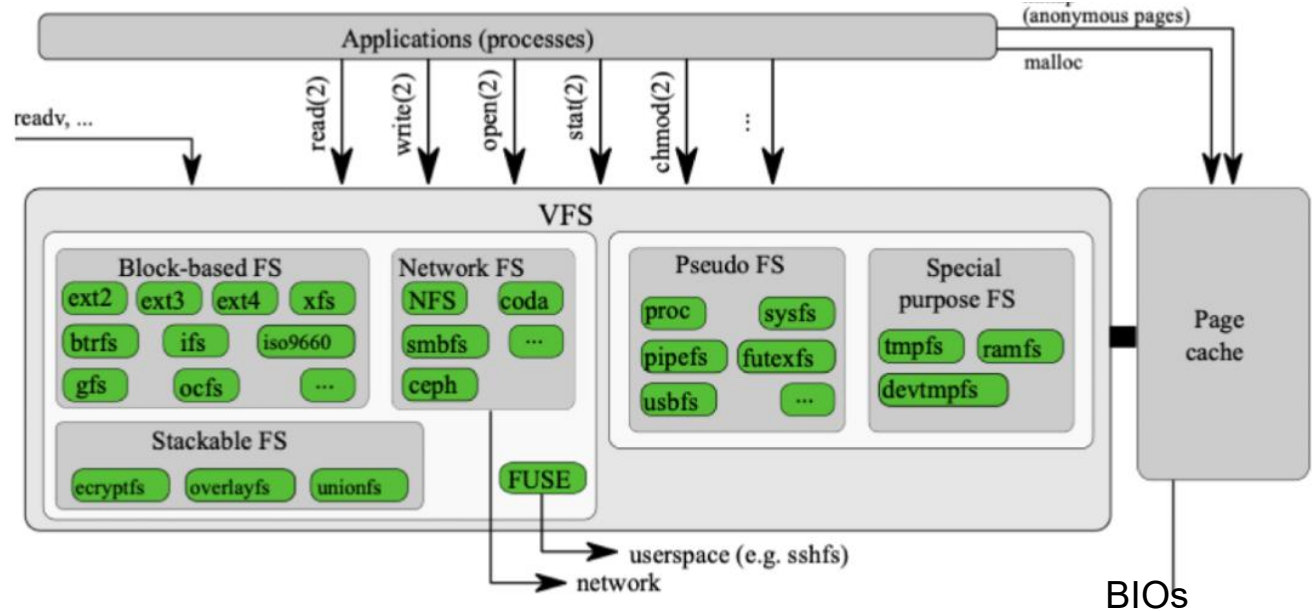 (anonymous pages)
Applications (processes)
malloc
readv, ...
read(2)
write(2)
open(2)
stat(2)
chmod(2)
...
VFS
Block-based FS
ext2 ext3 ext4 xfs
btrfs ifs iso9660
gfs ocfs ...
Network FS
NFS coda
smbfs ...
ceph
Stackable FS
ecryptfs overlayfs unionfs
FUSE
Pseudo FS
proc sysfs
pipefs futexfs
usbfs ...
Special
purpose FS
tmpfs ramfs
devtmpfs
Page
cache
userspace (e.g. sshfs)
network
BIOs